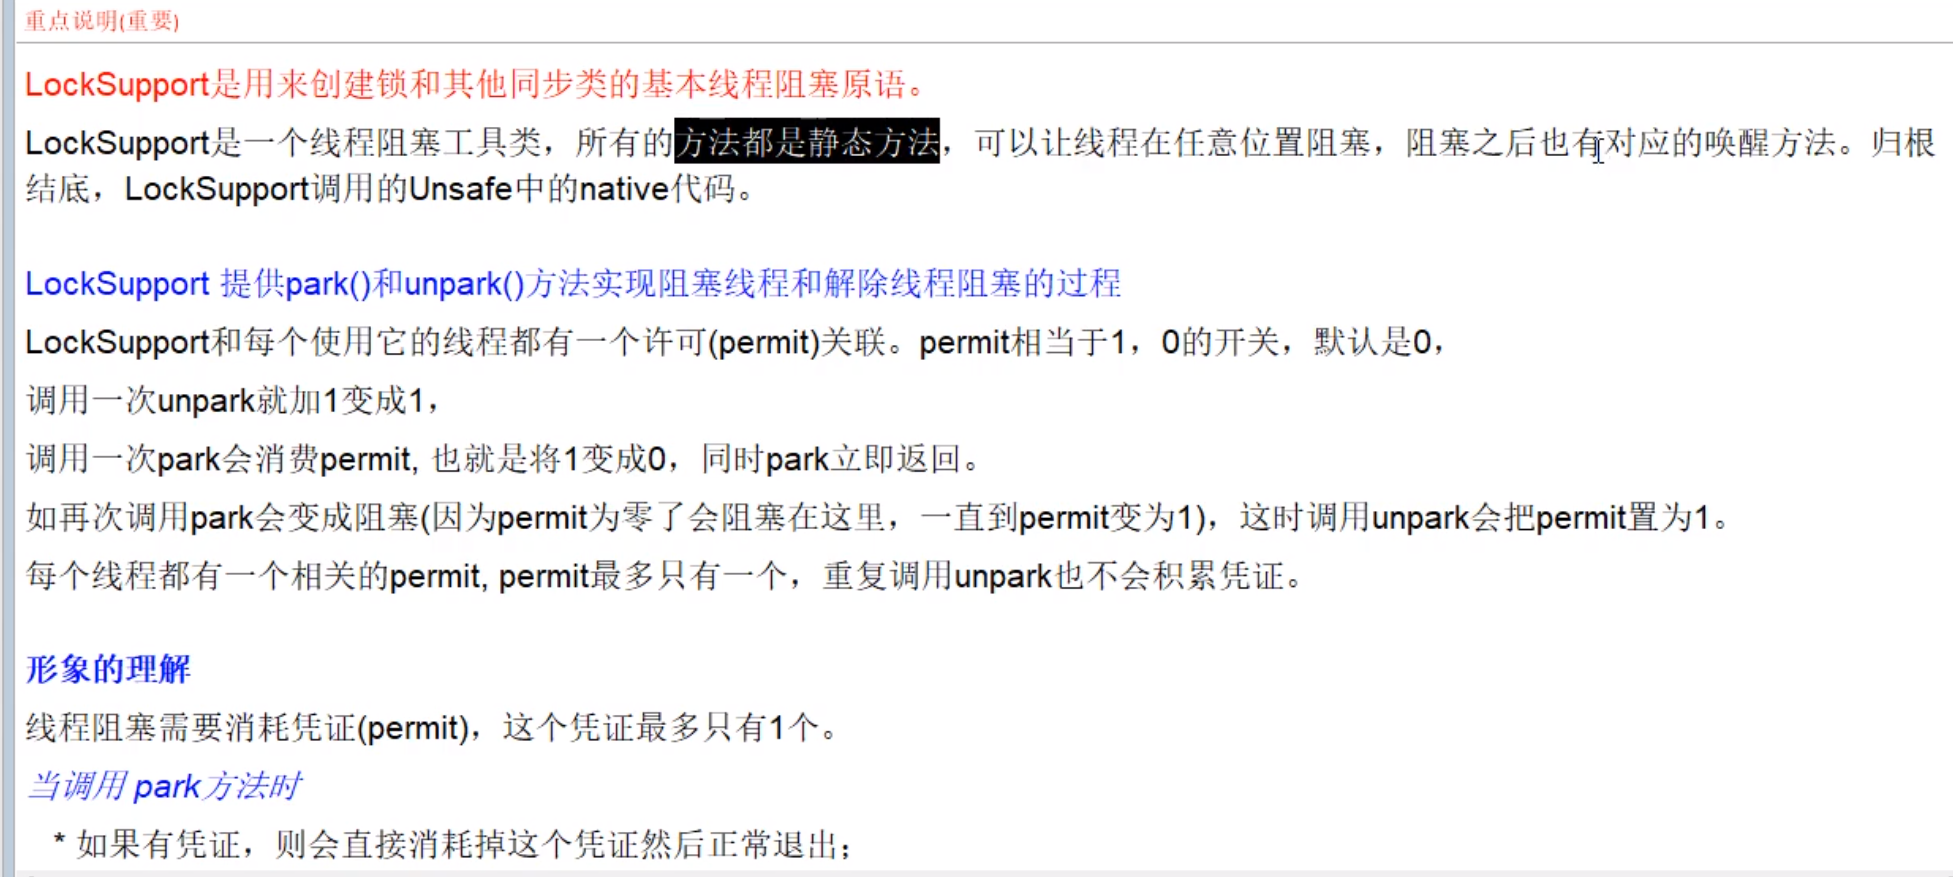 重点说明(重要)
LockSupport是用来创建锁和其他同步类的基本线程阻塞原语。
LockSupport是一个线程阻塞工具类，所有的方法都是静态方法，可以让线程在任意位置阻塞，阻塞之后也有对应的唤醒方法。归根
结底，LockSupport调用的Unsafe中的native代码。
LockSupport 提供park()和unpark()方法实现阻塞线程和解除线程阻塞的过程
LockSupport和每个使用它的线程都有一个许可(permit)关联。permit相当于1，0的开关，默认是0，
调用一次unpark就加1变成1，
调用一次park会消费permit, 也就是将1变成0，同时park立即返回。
如再次调用park会变成阻塞(因为permit为零了会阻塞在这里，一直到permit变为1)，这时调用unpark会把permit置为1。
每个线程都有一个相关的permit, permit最多只有一个，重复调用unpark也不会积累凭证。
形象的理解
线程阻塞需要消耗凭证(permit)，这个凭证最多只有1个。
当调用 park方法时
* 如果有凭证，则会直接消耗掉这个凭证然后正常退出；